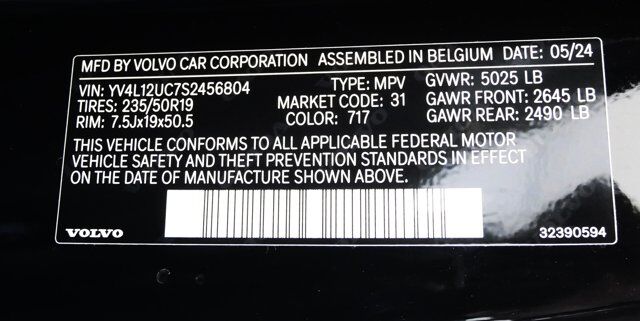 MFD BY VOLVO CAR CORPORATION ASSEMBLED IN BELGIUM DATE: 05/24
VIN: YV4L12UC7S2456804 TYPE: MPV GVWR: 5025 LB
TIRES: 235/50R19 MARKET CODE: 31 GAWR FRONT: 2645 LB
RIM: 7.5Jx19x50.5 COLOR: 717 GAWR REAR: 2490 LB
THIS VEHICLE CONFORMS TO ALL APPLICABLE FEDERAL MOTOR
VEHICLE SAFETY AND THEFT PREVENTION STANDARDS IN EFFECT
ON THE DATE OF MANUFACTURE SHOWN ABOVE.
VOLVO 32390594